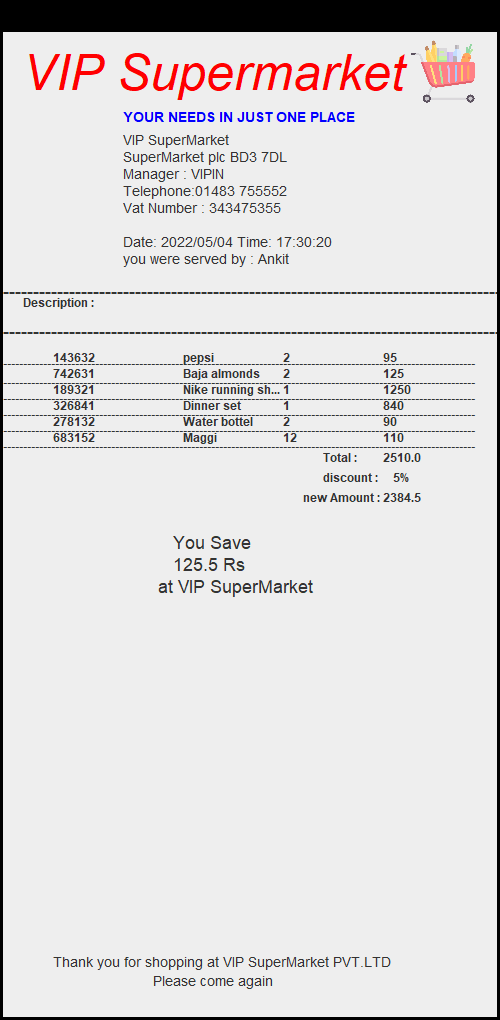 VIP Supermarket
YOUR NEEDS IN JUST ONE PLACE
VIP SuperMarket
SuperMarket plc BD3 7DL
Manager : VIPIN
Telephone:01483 755552
Vat Number : 343475355
Date: 2022/05/04 Time: 17:30:20
you were served by : Ankit
Description :
143632 pepsi 2 95
742631 Baja almonds 2 125
189321 Nike running sh... 1 1250
326841 Dinner set 1 840
278132 Water bottel 2 90
683152 Maggi 12 110
Total : 2510.0
discount : 5%
new Amount : 2384.5
You Save
125.5 Rs
at VIP SuperMarket
Thank you for shopping at VIP SuperMarket PVT.LTD
Please come again